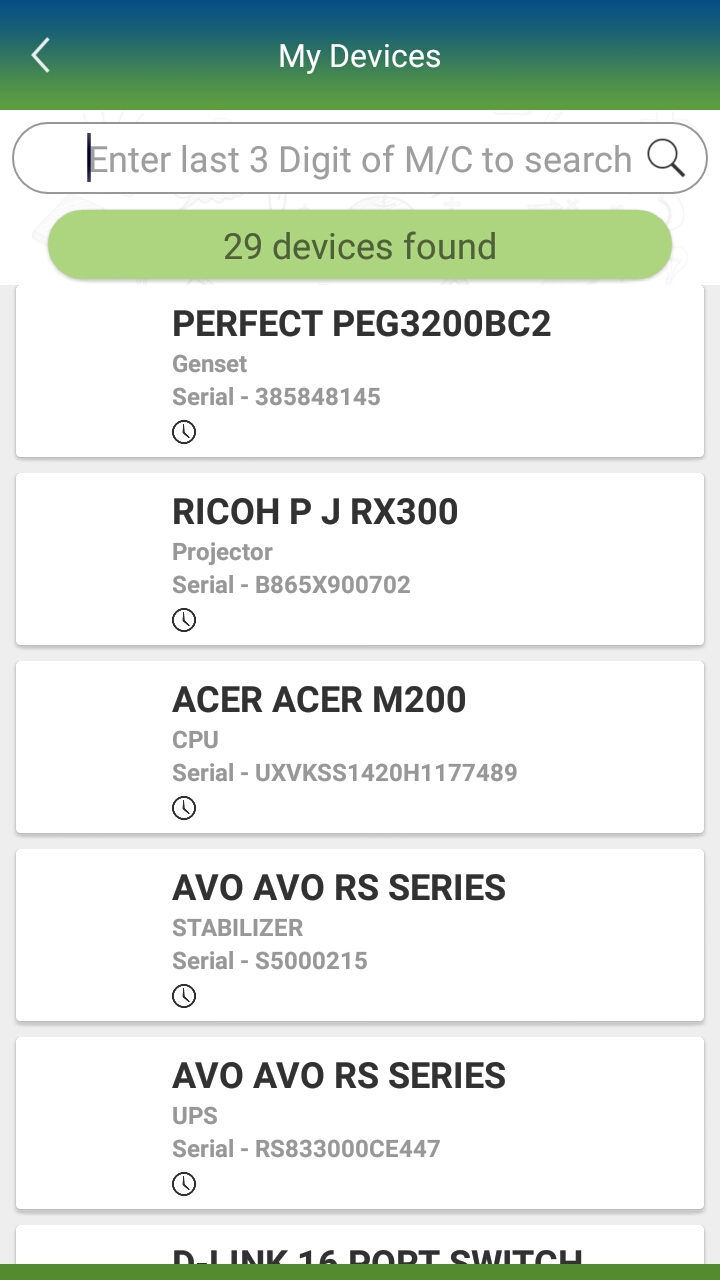 My Devices
Enter last 3 Digit of M/C to search
29 devices found
PERFECT PEG3200BC2
Genset
Serial - 385848145
RICOH P J RX300
Projector
Serial - B865X900702
ACER ACER M200
CPU
Serial - UXVKSS1420H1177489
AVO AVO RS SERIES
STABILIZER
Serial - S5000215
AVO AVO RS SERIES
UPS
Serial - RS833000CE447
D-LINK 16 PORT SWITCH